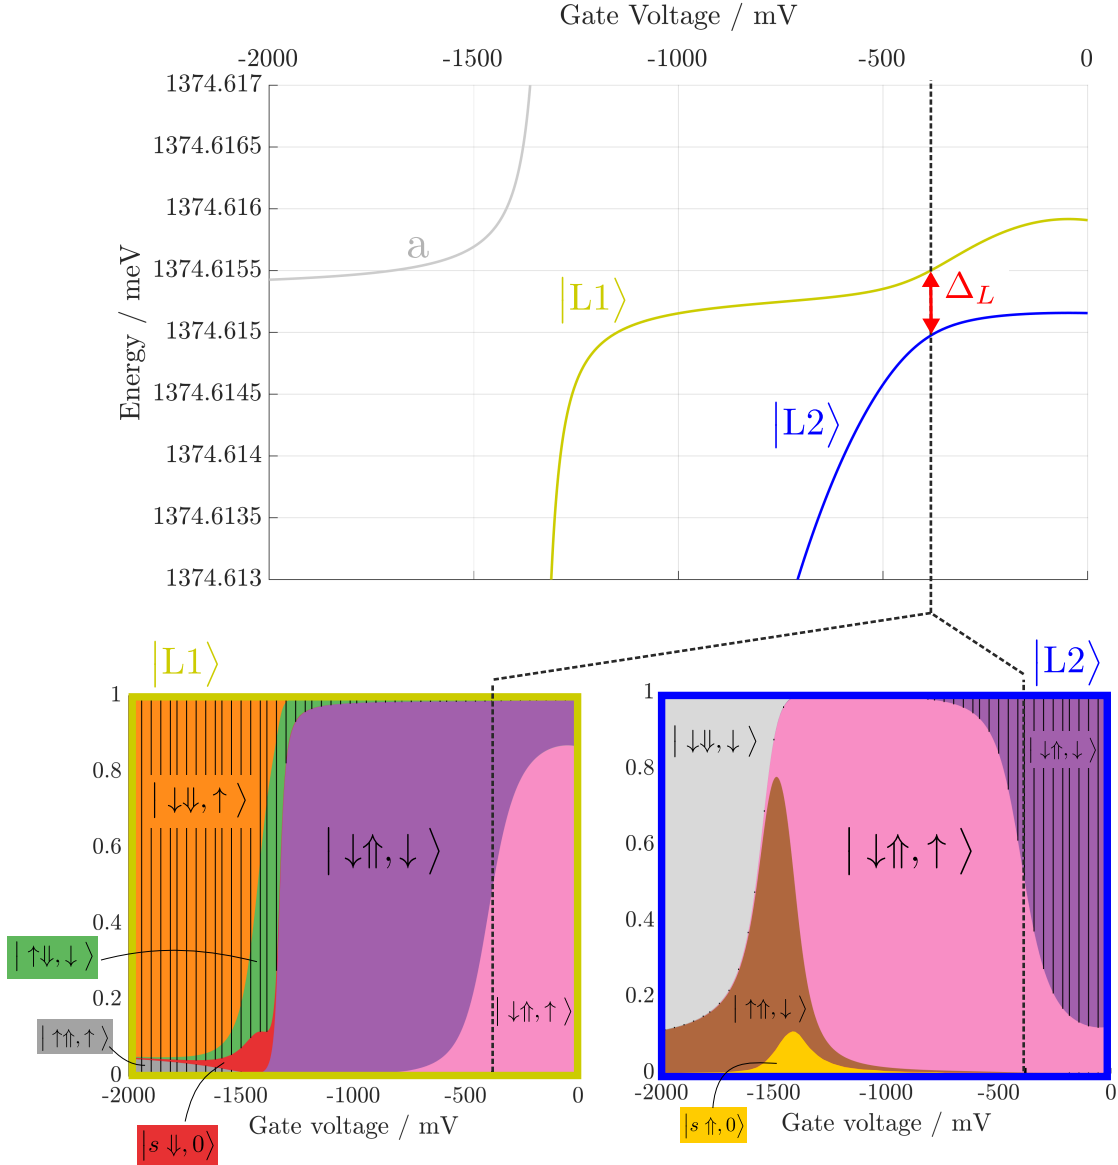 Gate Voltage / mV
-2000 -1500 -1000 -500 0
1374.617
1374.6165
1374.616
1374.6155
1374.615
1374.6145
1374.614
1374.6135
1374.613
Energy / meV
a
|L1⟩
Δ_L
|L2⟩
|L1⟩
1
0.8
0.6
0.4
0.2
0
|↓⇓,↑⟩
|↓⇑,↓⟩
|↑⇓,↓⟩
|↓⇑,↑⟩
|↑⇑,↑⟩
|s⇓,0⟩
-2000 -1500 -1000 -500 0
Gate voltage / mV
|L2⟩
1
0.8
0.6
0.4
0.2
0
|↓⇓,↓⟩
|↓⇑,↓⟩
|↓⇑,↑⟩
|↑⇑,↓⟩
|s⇑,0⟩
-2000 -1500 -1000 -500 0
Gate voltage / mV